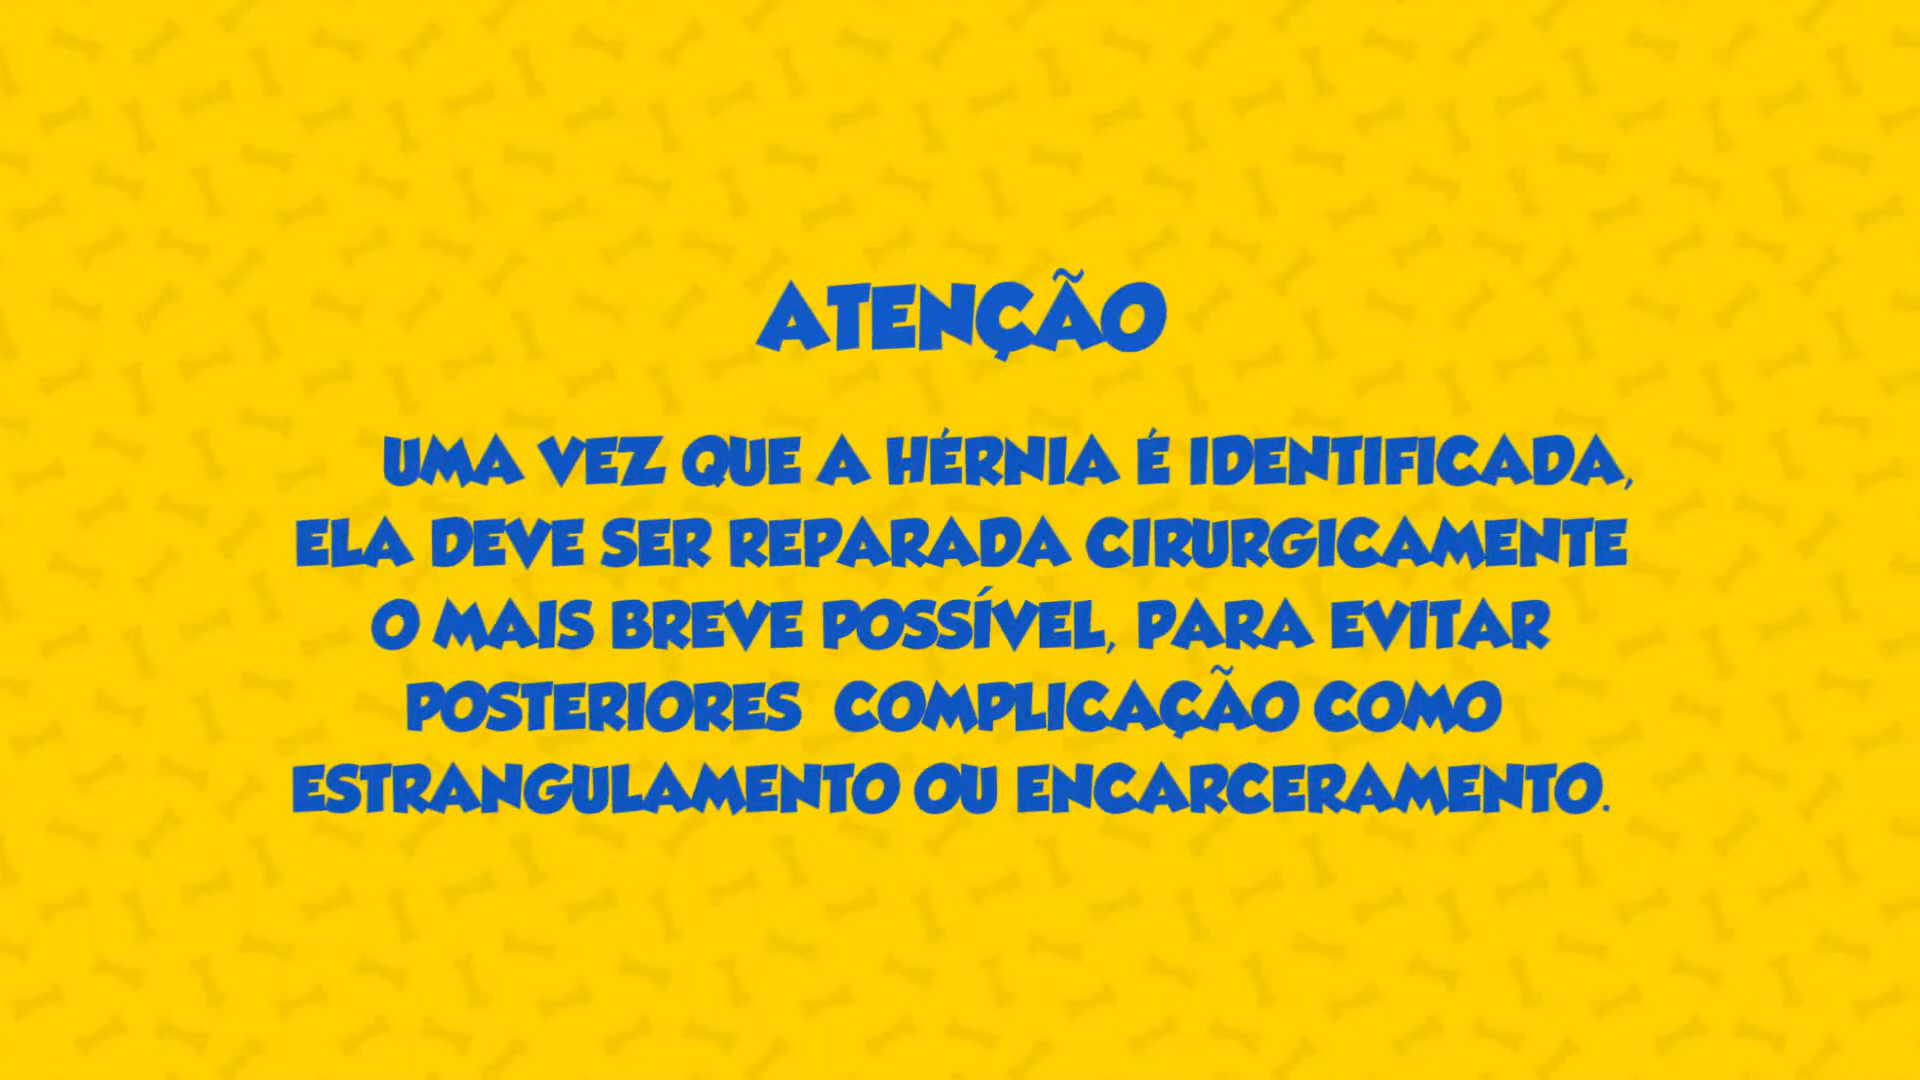 ATENÇÃO
UMA VEZ QUE A HÉRNIA É IDENTIFICADA,
ELA DEVE SER REPARADA CIRURGICAMENTE
O MAIS BREVE POSSÍVEL, PARA EVITAR
POSTERIORES COMPLICAÇÃO COMO
ESTRANGULAMENTO OU ENCARCERAMENTO.